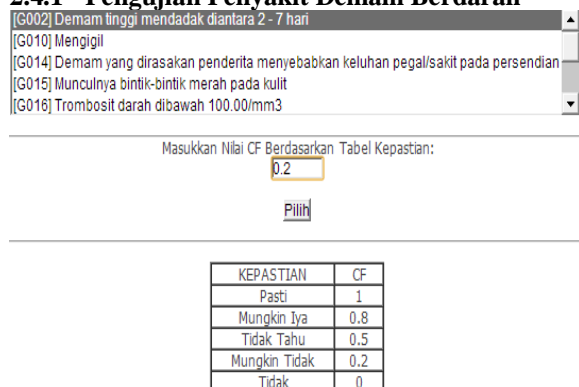 2.4.1 Pengujian Penyakit Demam Berdarah
[G002] Demam tinggi mendadak diantara 2 - 7 hari
[G010] Mengigil
[G014] Demam yang dirasakan penderita menyebabkan keluhan pegal/sakit pada persendian
[G015] Munculnya bintik-bintik merah pada kulit
[G016] Trombosit darah dibawah 100.00/mm3
Masukkan Nilai CF Berdasarkan Tabel Kepastian:
0.2
Pilih
KEPASTIAN CF
Pasti 1
Mungkin Iya 0.8
Tidak Tahu 0.5
Mungkin Tidak 0.2
Tidak 0